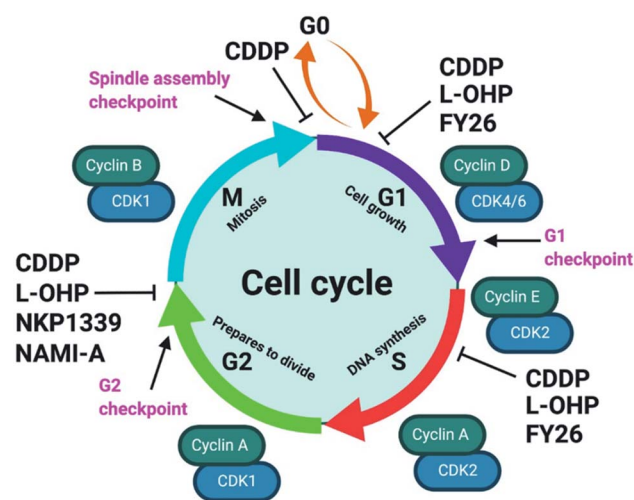 G0
CDDP
Spindle assembly
checkpoint
CDDP
L-OHP
FY26
Cyclin B
CDK1
M
Mitosis
G1
Cell growth
Cyclin D
CDK4/6
G1
checkpoint
Cell cycle
CDDP
L-OHP
NKP1339
NAMI-A
Cyclin E
CDK2
Prepares to divide
G2
DNA synthesis
S
G2
checkpoint
CDDP
L-OHP
FY26
Cyclin A
CDK1
Cyclin A
CDK2